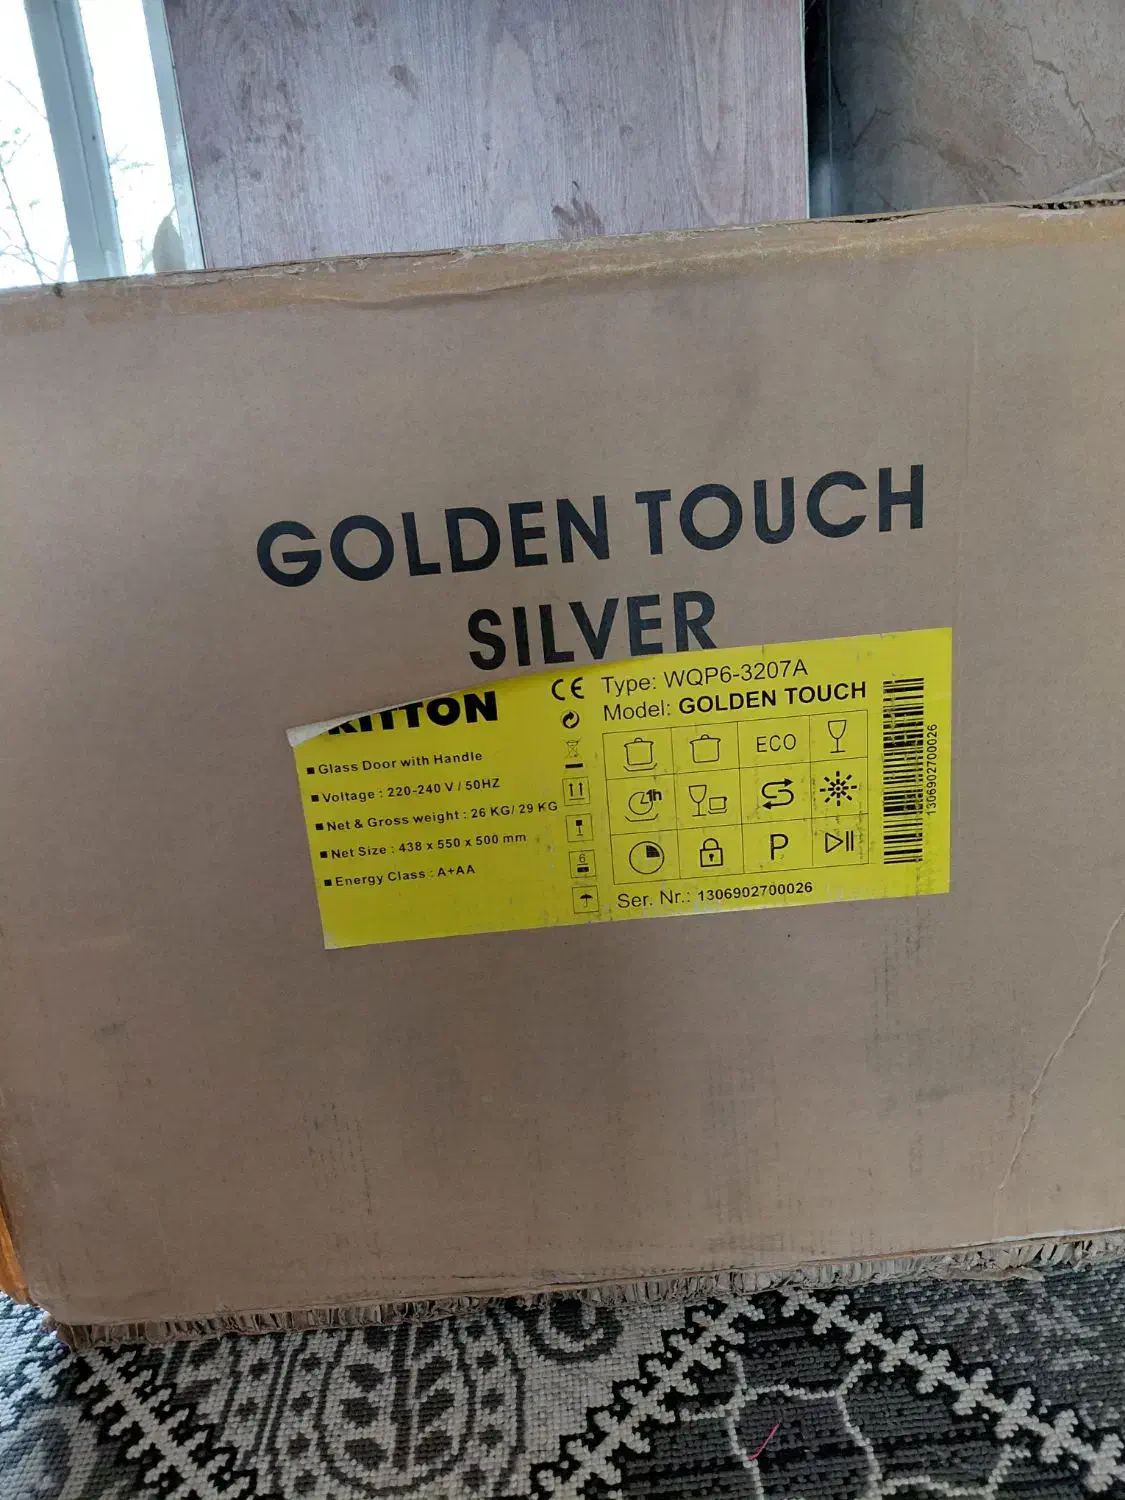 GOLDEN TOUCH
SILVER
Glass Door with Handle
Voltage : 220-240 V / 50HZ
Net & Gross weight : 26 KG/ 29 KG
Net Size : 438 x 550 x 500 mm
Energy Class : A+AA
CE
6
Type: WQP6-3207A
Model: GOLDEN TOUCH
ECO
1h
P
Ser. Nr.: 1306902700026
1306902700026